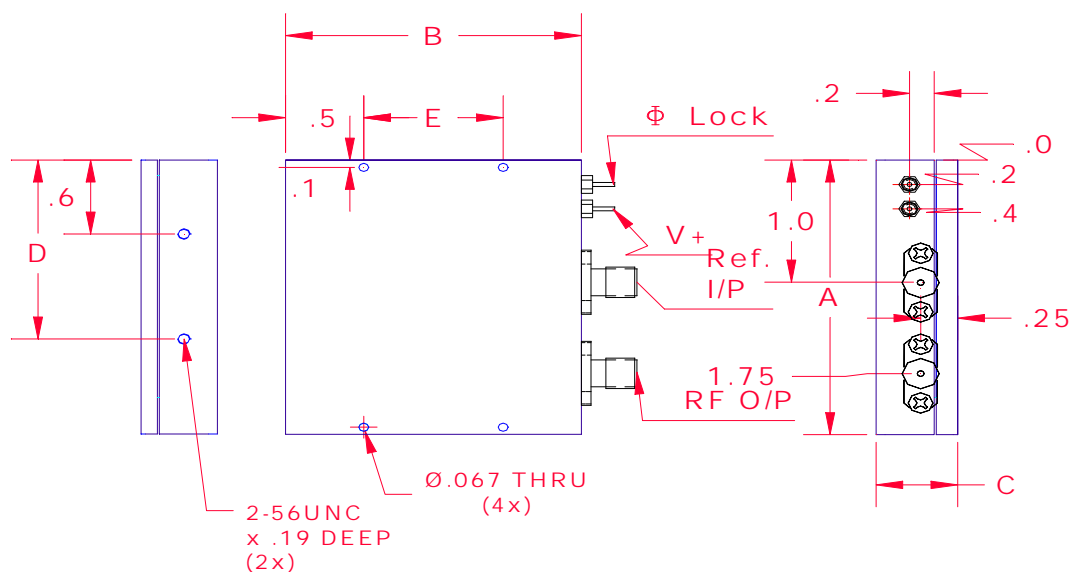 B
.2
.5
E
Φ Lock
.0
.2
.6
.1
1.0
.4
V+
D
Ref.
I/P
A
.25
1.75
RF O/P
Ø.067 THRU
(4x)
C
2-56UNC
x .19 DEEP
(2x)